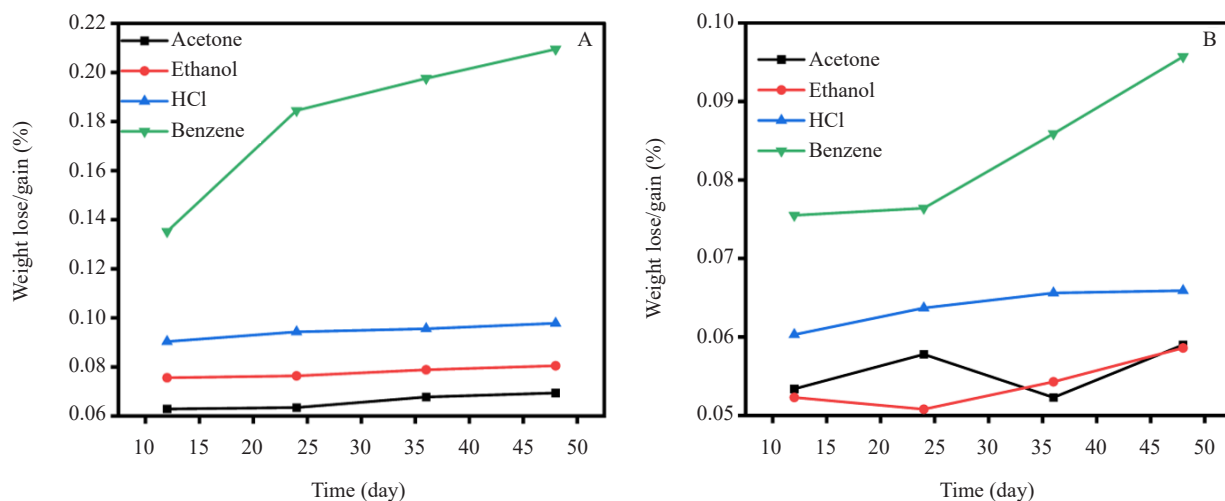 A
Acetone
Ethanol
HCl
Benzene
Weight lose/gain (%)
0.22
0.20
0.18
0.16
0.14
0.12
0.10
0.08
0.06
10 15 20 25 30 35 40 45 50
Time (day)
B
Acetone
Ethanol
HCl
Benzene
Weight lose/gain (%)
0.10
0.09
0.08
0.07
0.06
0.05
10 15 20 25 30 35 40 45 50
Time (day)